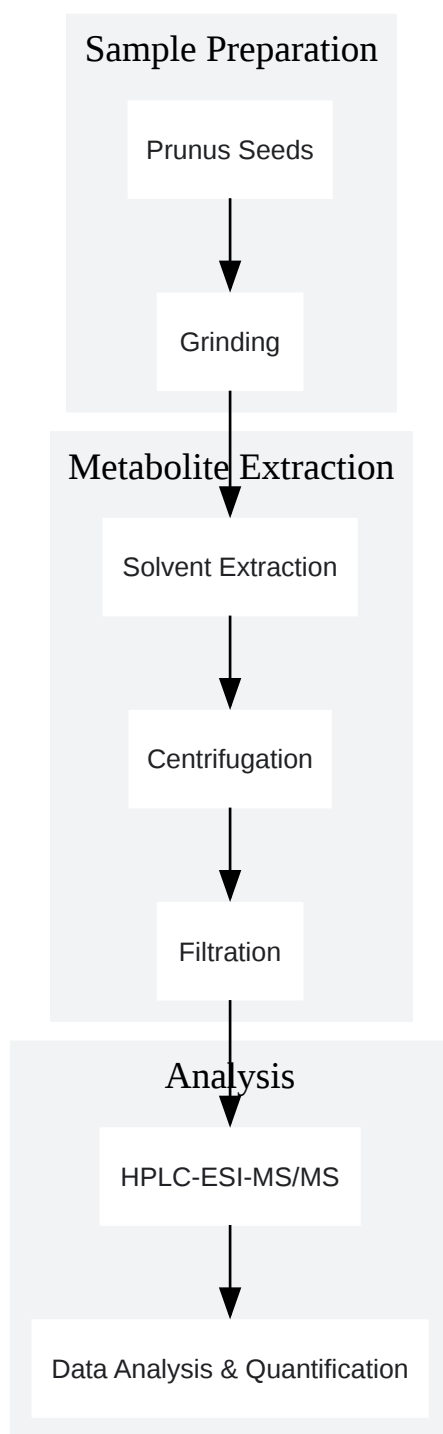 Sample Preparation
Prunus Seeds
Grinding
Metabolite Extraction
Solvent Extraction
Centrifugation
Filtration
Analysis
HPLC-ESI-MS/MS
Data Analysis & Quantification